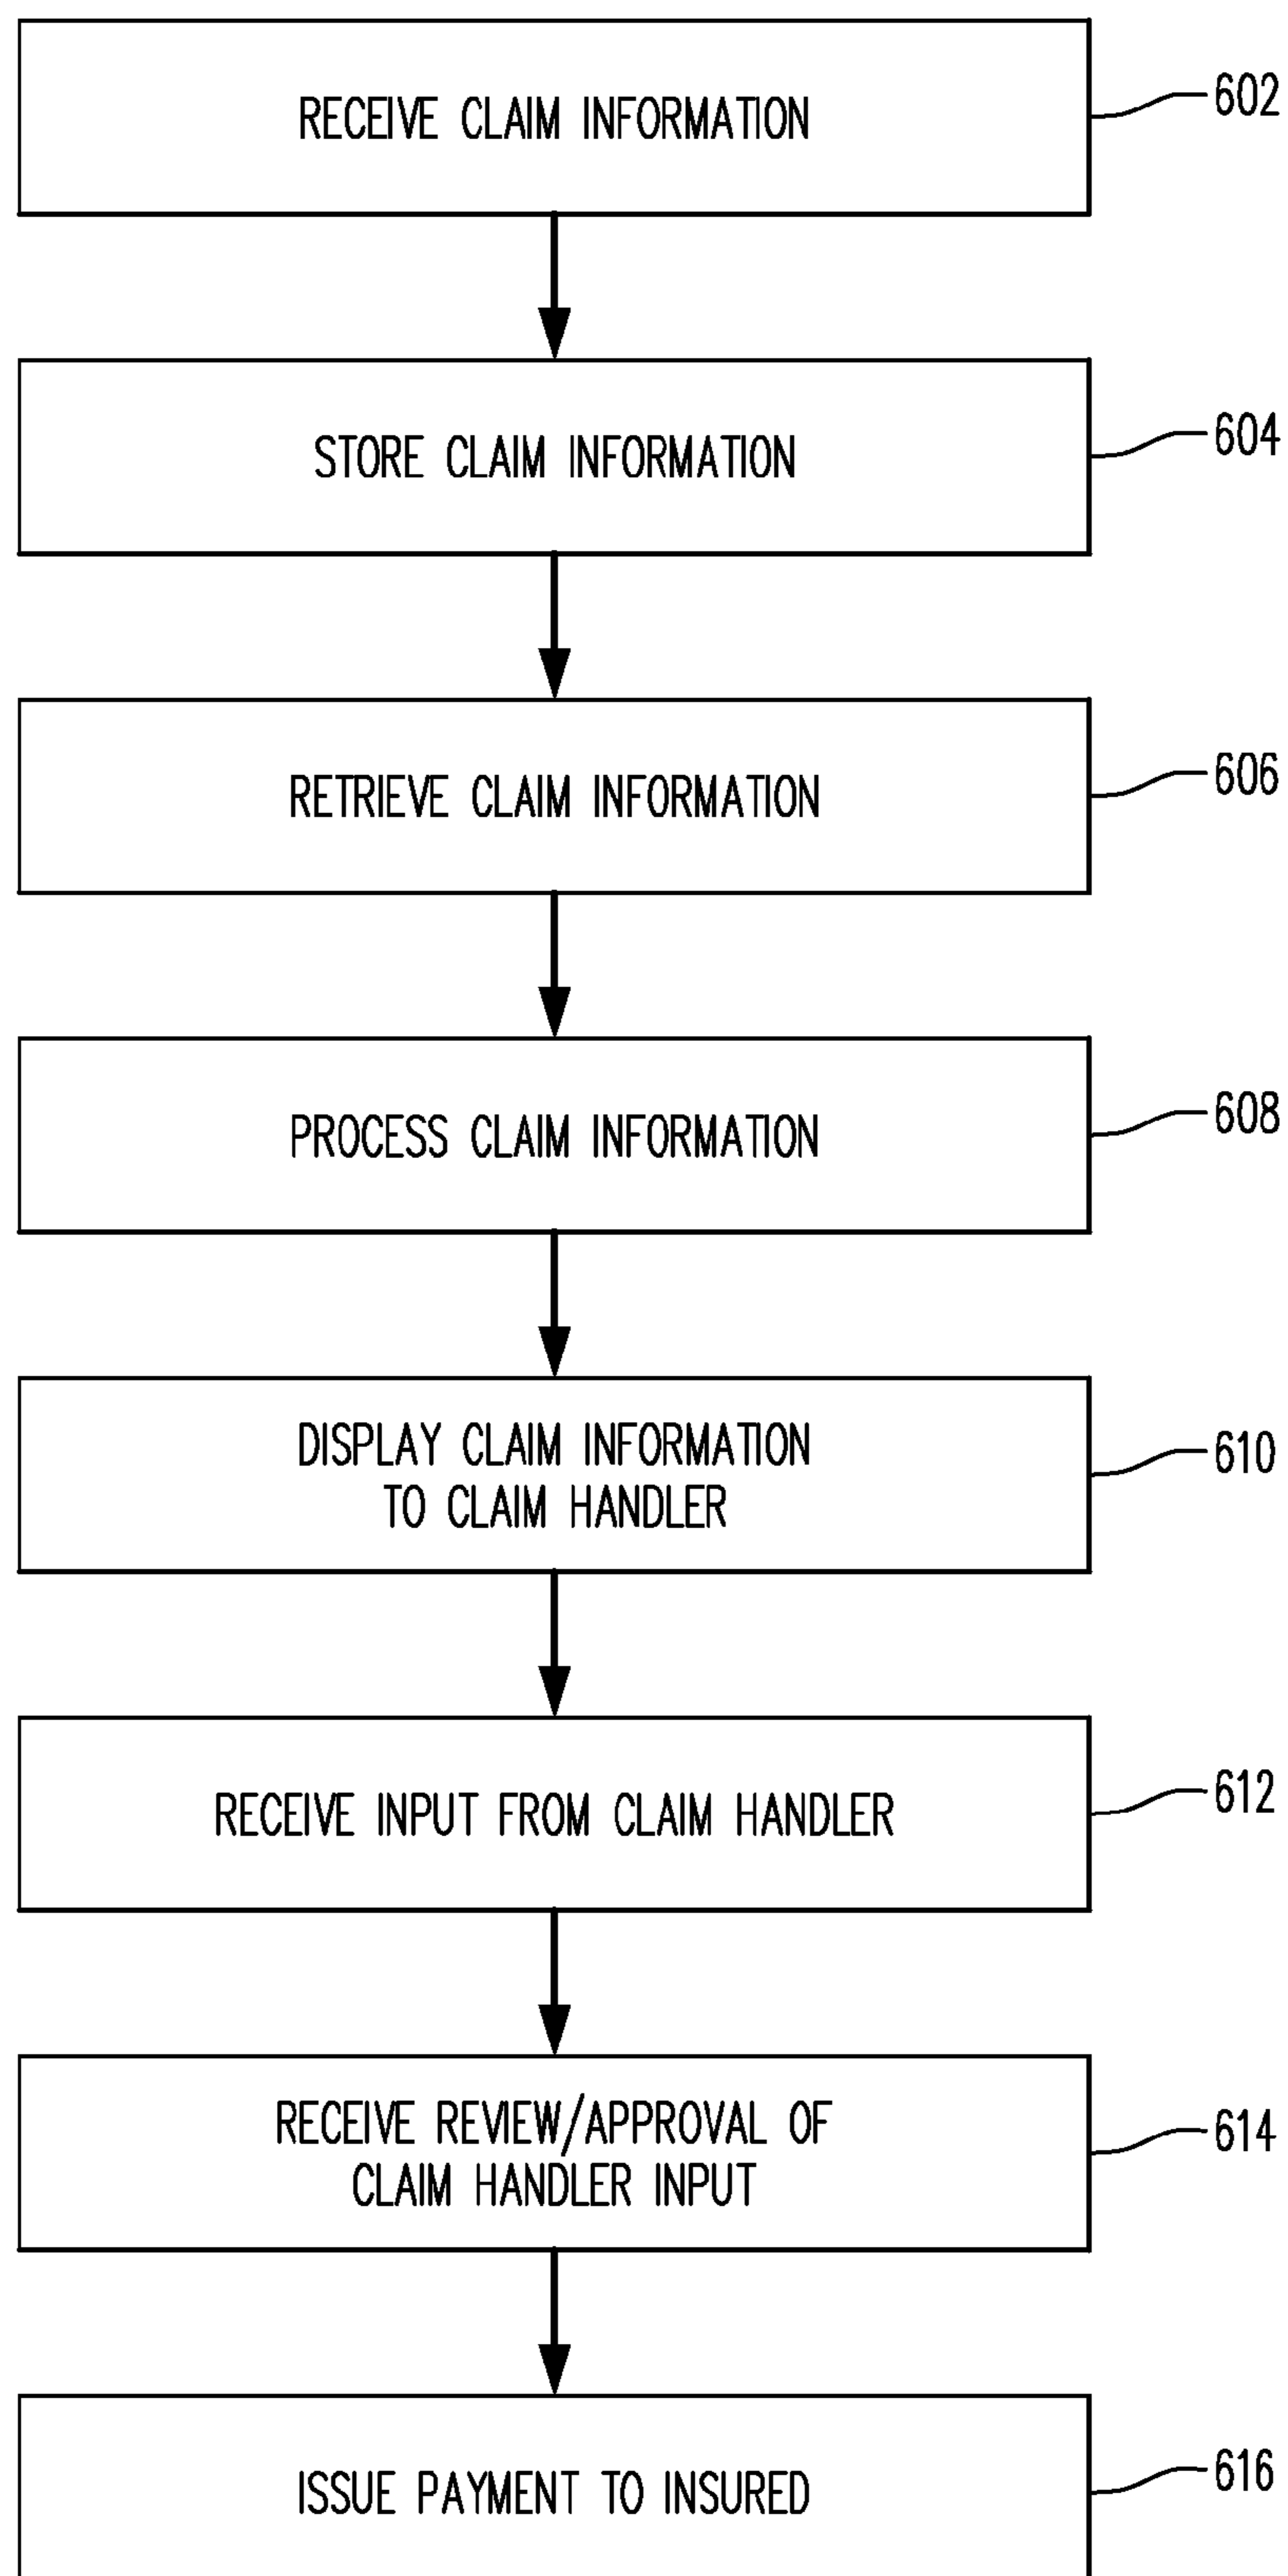 RECEIVE CLAIM INFORMATION
602
STORE CLAIM INFORMATION
604
RETRIEVE CLAIM INFORMATION
606
PROCESS CLAIM INFORMATION
608
DISPLAY CLAIM INFORMATION
TO CLAIM HANDLER
610
RECEIVE INPUT FROM CLAIM HANDLER
612
RECEIVE REVIEW/APPROVAL OF
CLAIM HANDLER INPUT
614
ISSUE PAYMENT TO INSURED
616